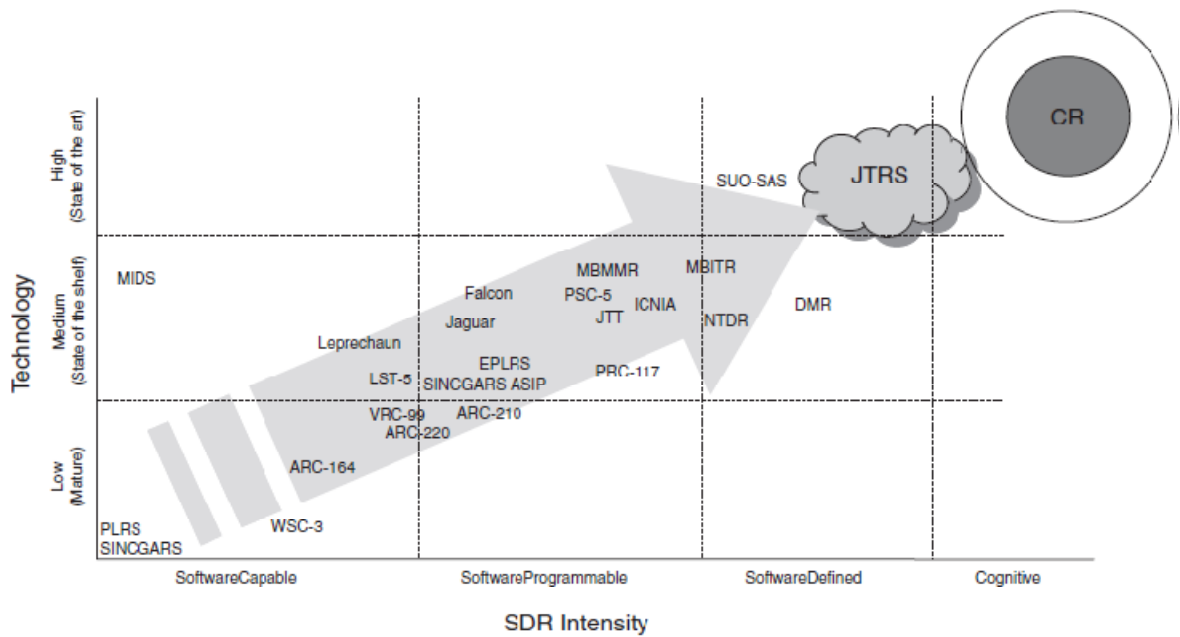 CR
High
(State of the art)
SUO-SAS
JTRS
Technology
Medium
(State of the shelf)
MIDS
MBMMR
MBITR
Falcon
PSC-5
ICNIA
DMR
Jaguar
JTT
NTDR
Leprechaun
EPLRS
PRC-117
LST-5
SINCGARS ASIP
VRC-99
ARC-210
ARC-220
Low
(Mature)
ARC-164
WSC-3
PLRS
SINCGARS
SoftwareCapable
SoftwareProgrammable
SoftwareDefined
Cognitive
SDR Intensity